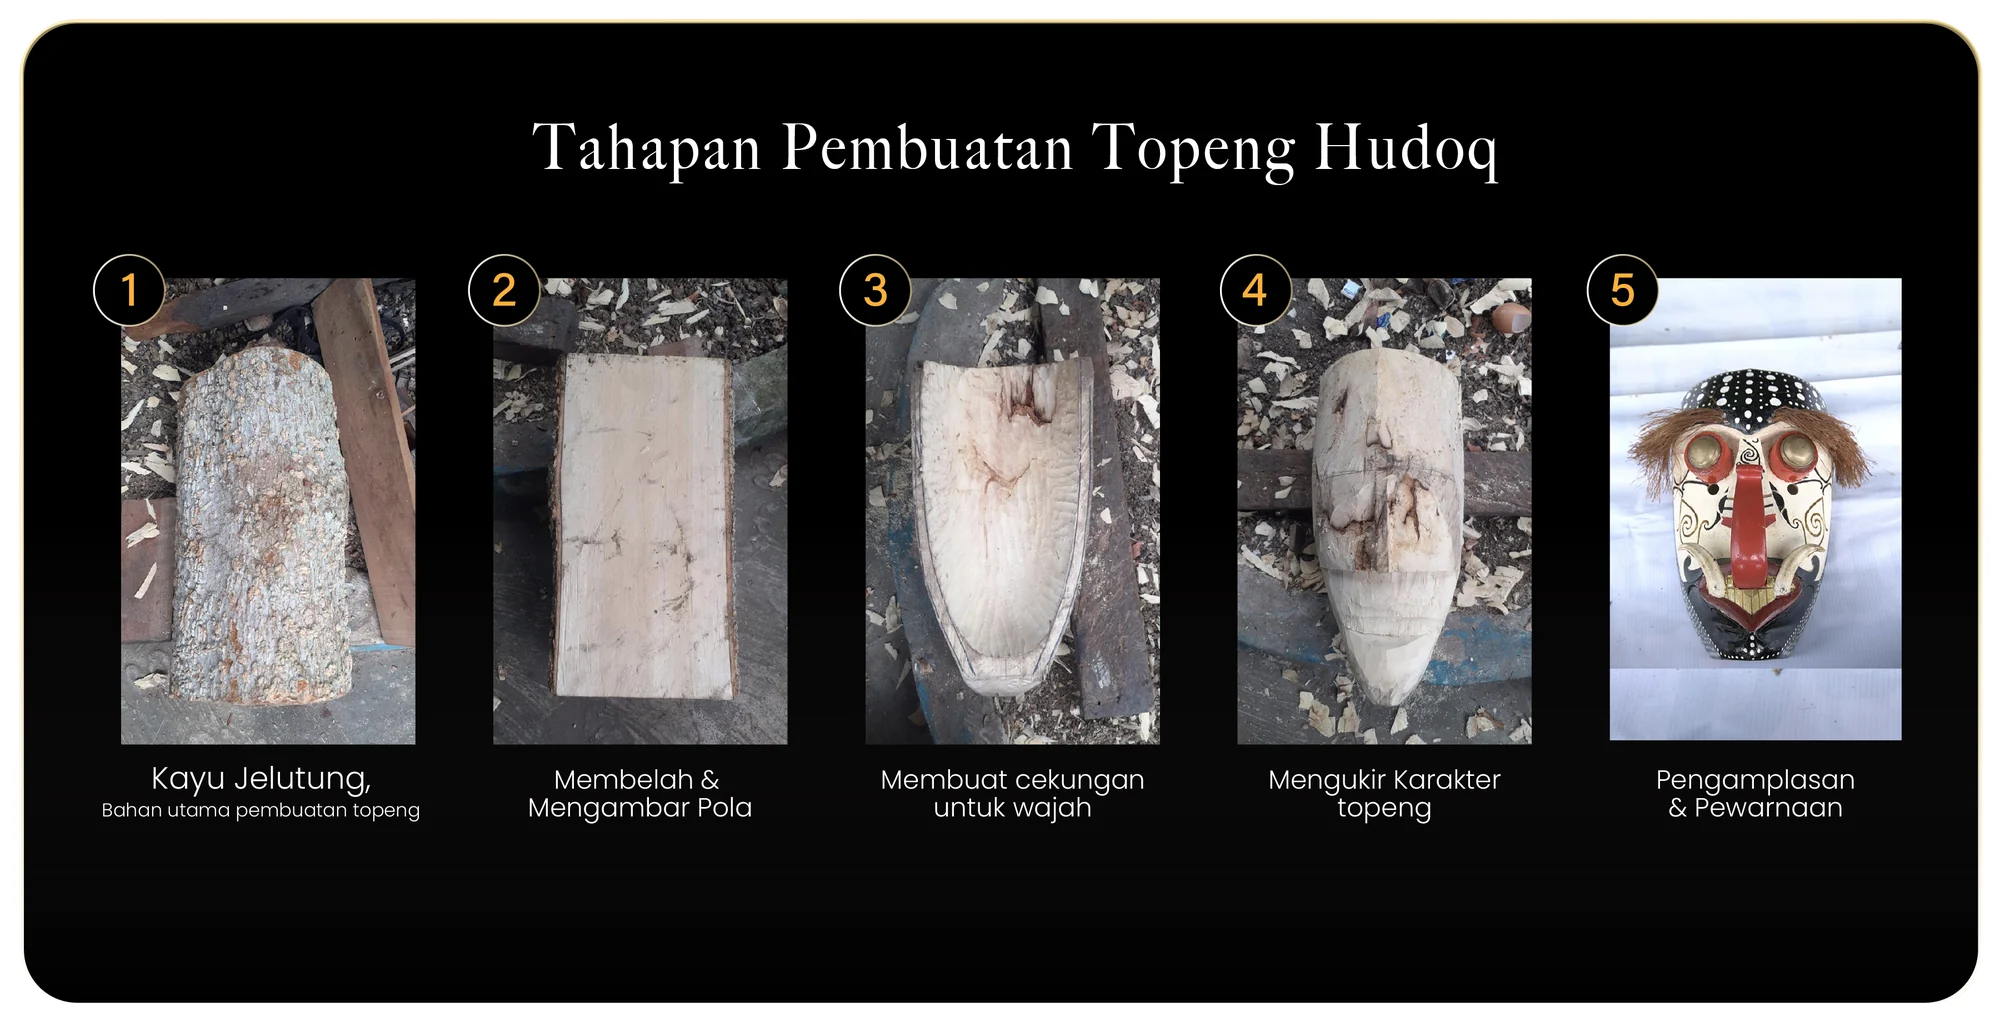 Tahapan Pembuatan Topeng Hudoq
1
Kayu Jelutung,
Bahan utama pembuatan topeng
2
Membelah &
Mengambar Pola
3
Membuat cekungan
untuk wajah
4
Mengukir Karakter
topeng
5
Pengamplasan
& Pewarnaan